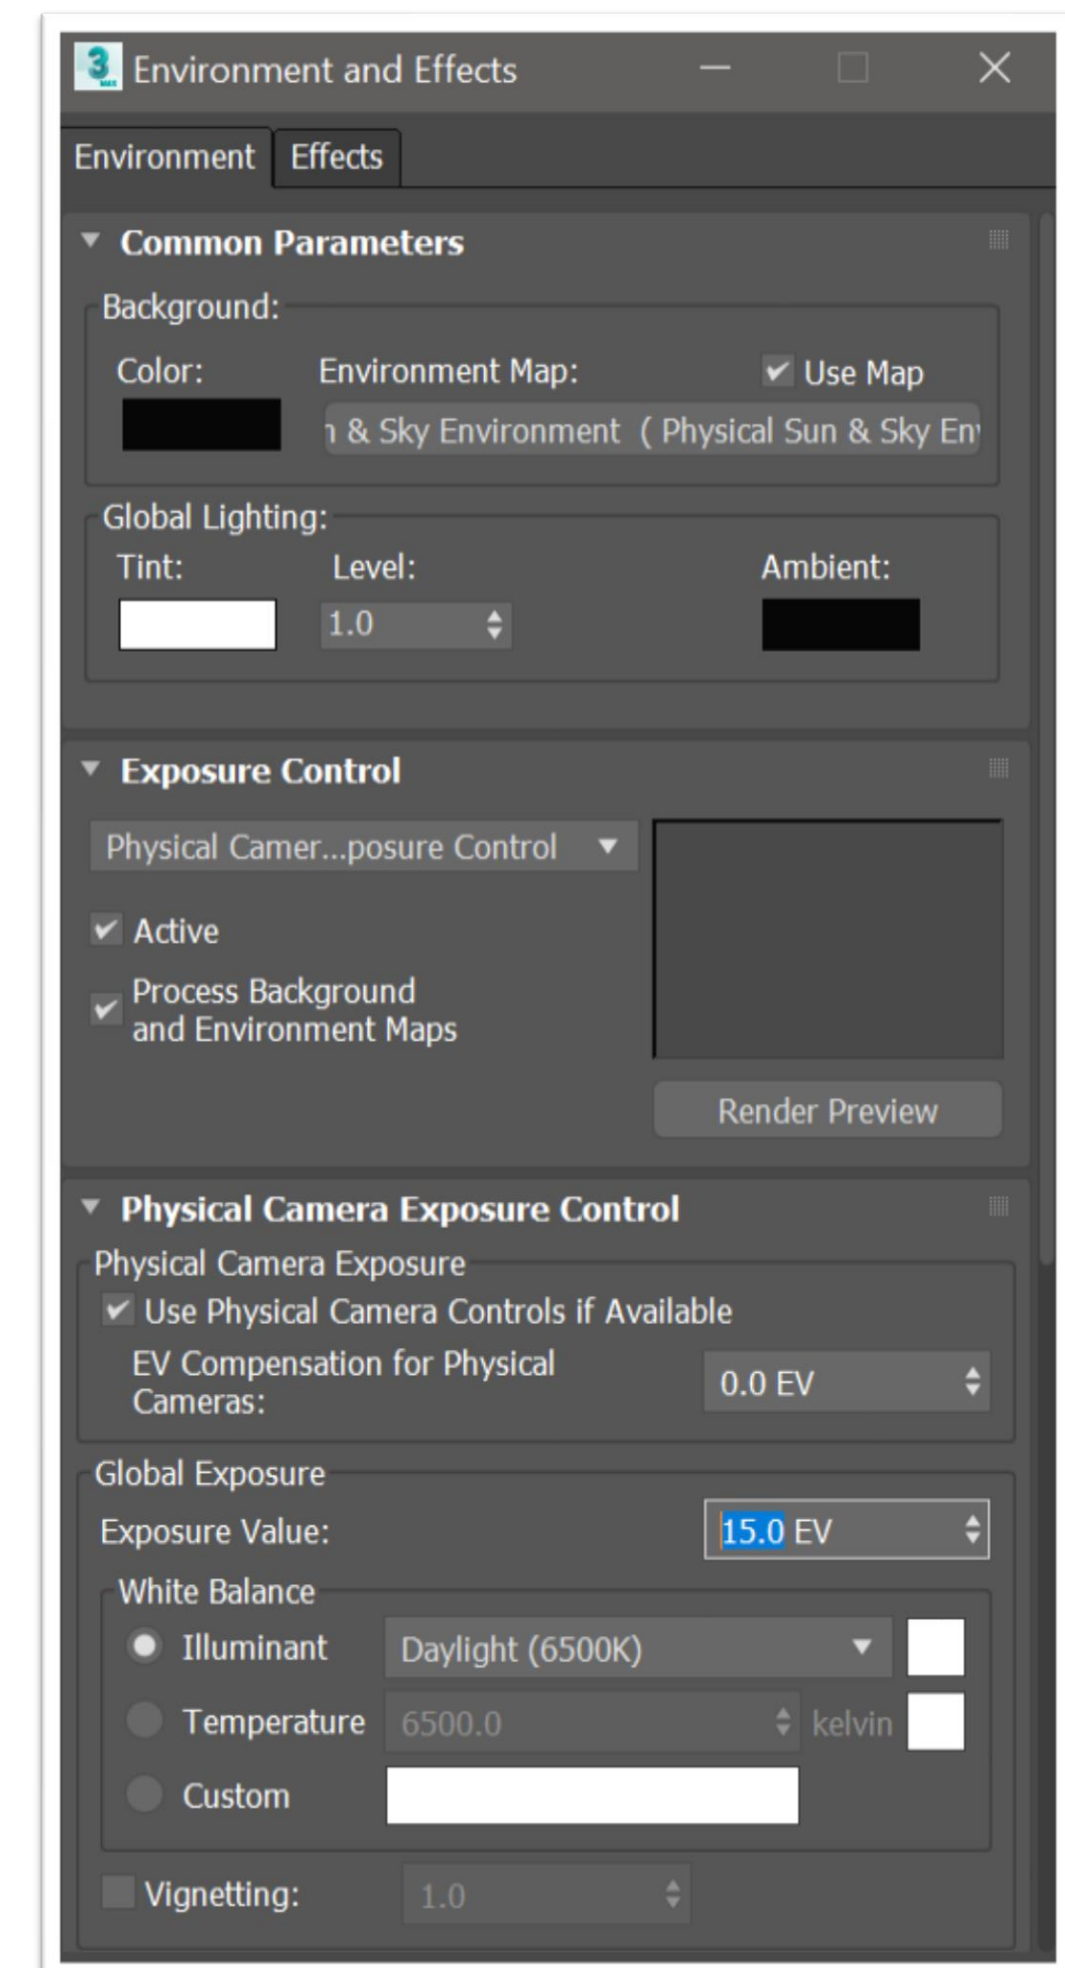 3
MAX
Environment and Effects
Environment Effects
Common Parameters
Background:
Color: Environment Map: Use Map
& Sky Environment ( Physical Sun & Sky
Global Lighting:
Tint: Level: Ambient:
1.0
Exposure Control
Physical Camer...posure Control
Active
Process Background
and Environment Maps
Render Preview
Physical Camera Exposure Control
Physical Camera Exposure
Use Physical Camera Controls if Available
EV Compensation for Physical
Cameras:
0.0 EV
Global Exposure
Exposure Value: 15.0 EV
White Balance
Illuminant Daylight (6500K)
Temperature 6500.0 kelvin
Custom
Vignetting: 1.0